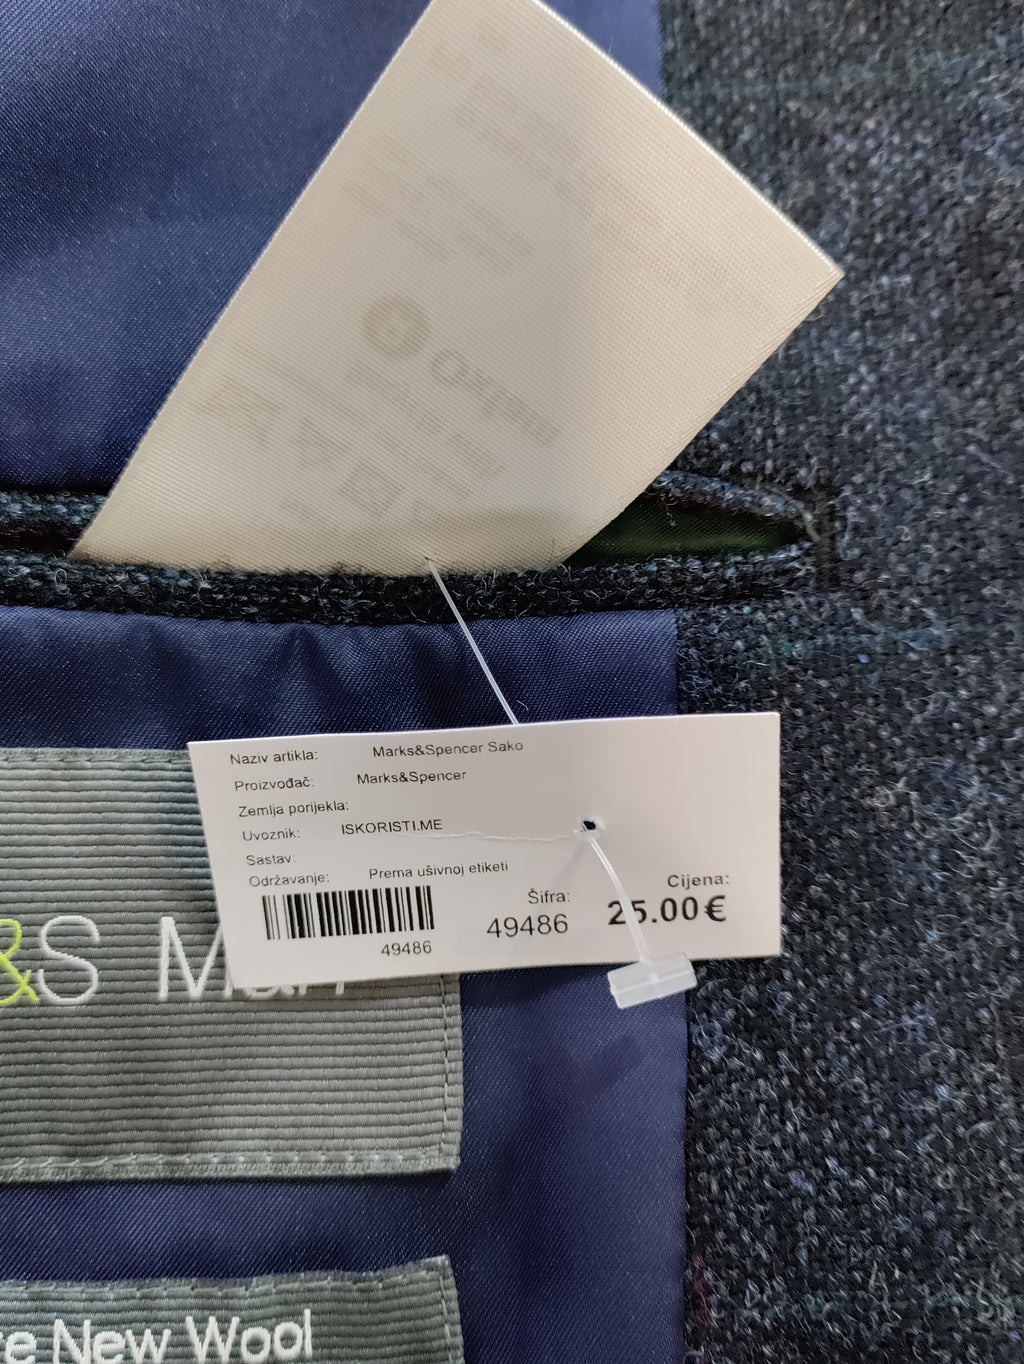 Naziv artikla: Marks&Spencer Sako
Proizvođač: Marks&Spencer
Zemlja porijekla:
Uvoznik: ISKORISTI.ME
Sastav:
Održavanje: Prema ušivnoj etiketi
49486
Šifra:
49486
Cijena:
25.00€
&S
New Wool